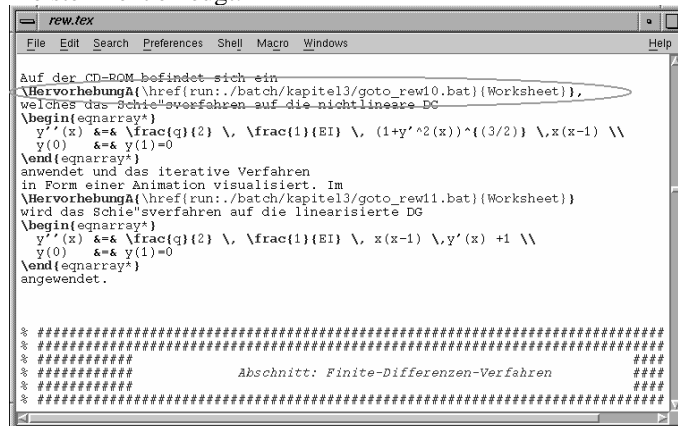 rew.tex
File Edit Search Preferences Shell Macro Windows Help
Auf der CD-ROM befindet sich ein
\HervorhebungA{\href{run:./batch/kapitel3/goto_rew10.bat}{Worksheet}},
welches das Schie"sverfahren auf die nichtlineare DG
\begin{eqnarray*}
y''(x) &=& \frac{q}{2} \, \frac{1}{EI} \, (1+y'^2(x))^{(3/2)} \,x(x-1) \\
y(0) &=& y(1)=0
\end{eqnarray*}
anwendet und das iterative Verfahren
in Form einer Animation visualisiert. Im
\HervorhebungA{\href{run:./batch/kapitel3/goto_rew11.bat}{Worksheet}}
wird das Schie"sverfahren auf die linearisierte DG
\begin{eqnarray*}
y''(x) &=& \frac{q}{2} \, \frac{1}{EI} \, x(x-1) \,y'(x) +1 \\
y(0) &=& y(1)=0
\end{eqnarray*}
angewendet.
% ##############################################################################
% ##############################################################################
% ############ ####
% ############ Abschnitt: Finite-Differenzen-Verfahren ####
% ############ ####
% ##############################################################################